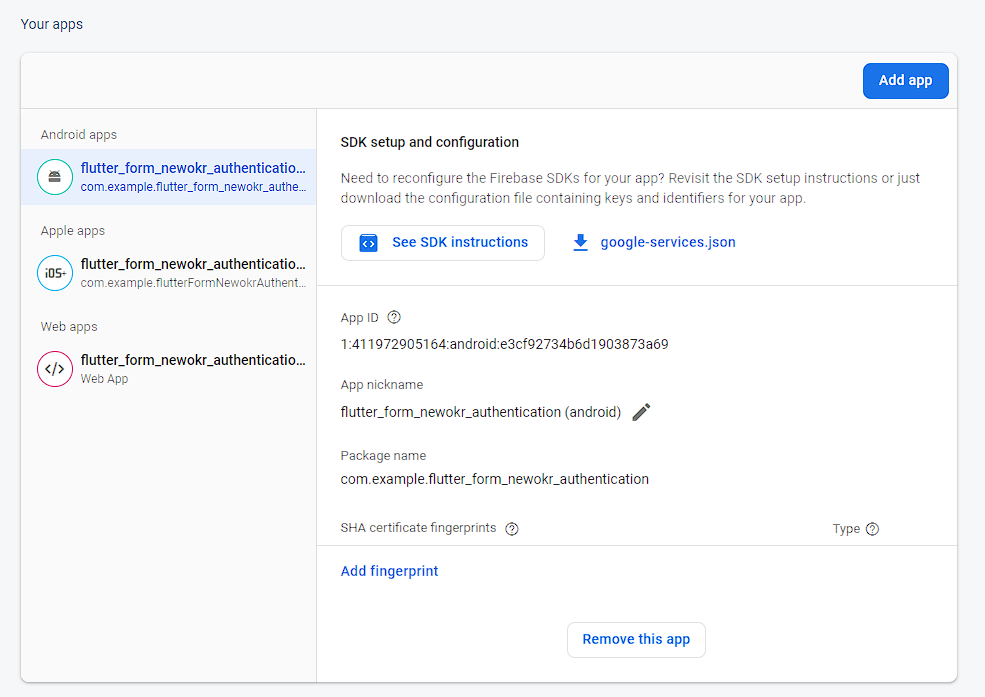 Your apps
Add app
Android apps
flutter_form_newokr_authenticatio...
com.example.flutter_form_newokr_authe...
Apple apps
iOS+
flutter_form_newokr_authenticatio...
com.example.flutterFormNewokrAuthent...
Web apps
</>
flutter_form_newokr_authenticatio...
Web App
SDK setup and configuration
Need to reconfigure the Firebase SDKs for your app? Revisit the SDK setup instructions or just
download the configuration file containing keys and identifiers for your app.
See SDK instructions
google-services.json
App ID
1:411972905164:android:e3cf92734b6d1903873a69
App nickname
flutter_form_newokr_authentication (android)
Package name
com.example.flutter_form_newokr_authentication
SHA certificate fingerprints
Type
Add fingerprint
Remove this app